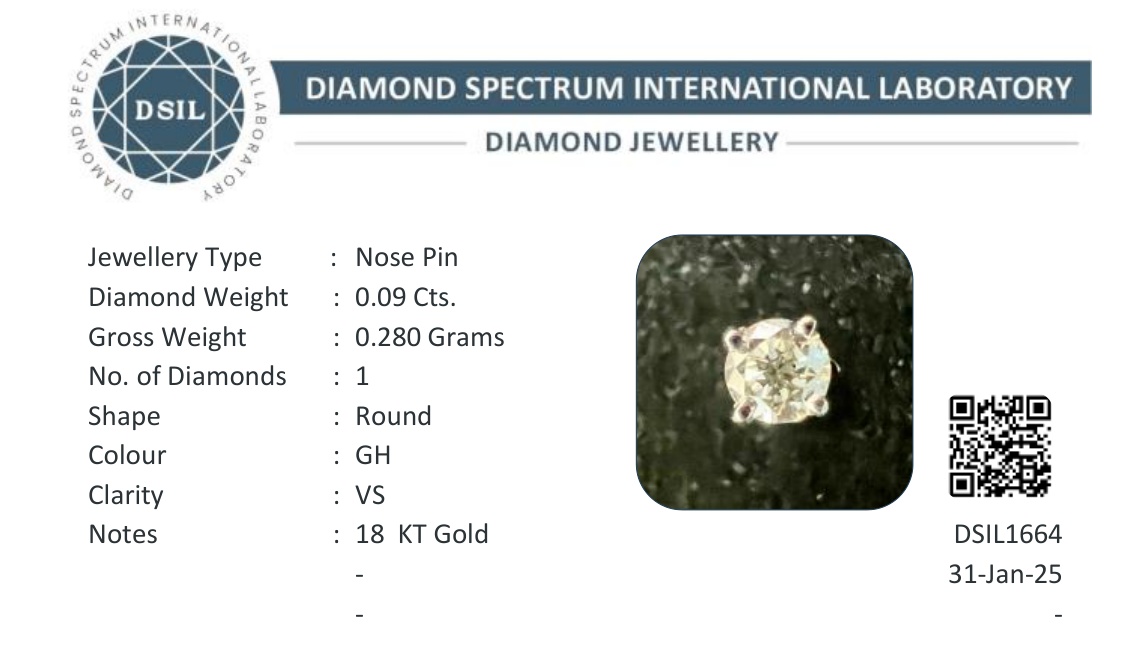 DIAMOND SPECTRUM INTERNATIONAL LABORATORY
DSIL
DIAMOND SPECTRUM INTERNATIONAL LABORATORY
DIAMOND JEWELLERY
Jewellery Type : Nose Pin
Diamond Weight : 0.09 Cts.
Gross Weight : 0.280 Grams
No. of Diamonds : 1
Shape : Round
Colour : GH
Clarity : VS
Notes : 18 KT Gold
-
-
DSIL1664
31-Jan-25
-